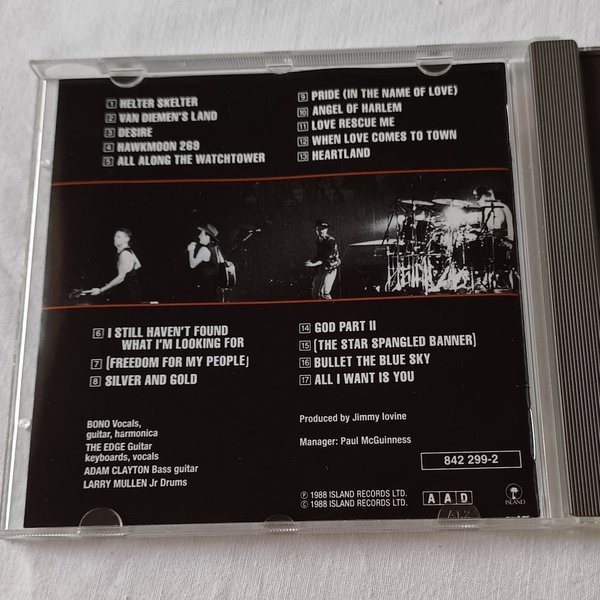 1 HELTER SKELTER
2 VAN DIEMEN'S LAND
3 DESIRE
4 HAWKMOON 269
5 ALL ALONG THE WATCHTOWER
9 PRIDE (IN THE NAME OF LOVE)
10 ANGEL OF HARLEM
11 LOVE RESCUE ME
12 WHEN LOVE COMES TO TOWN
13 HEARTLAND
6 I STILL HAVEN'T FOUND
WHAT I'M LOOKING FOR
7 (FREEDOM FOR MY PEOPLE)
8 SILVER AND GOLD
14 GOD PART II
15 (THE STAR SPANGLED BANNER)
16 BULLET THE BLUE SKY
17 ALL I WANT IS YOU
BONO Vocals,
guitar, harmonica
THE EDGE Guitar
keyboards, vocals
ADAM CLAYTON Bass guitar
LARRY MULLEN Jr Drums
Produced by Jimmy Iovine
Manager: Paul McGuinness
842 299-2
℗ 1988 ISLAND RECORDS LTD.
© 1988 ISLAND RECORDS LTD.
A A D
ISLAND